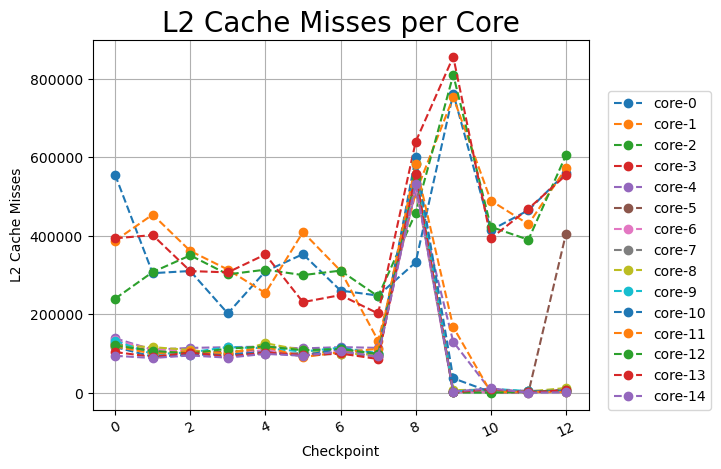 L2 Cache Misses per Core
L2 Cache Misses
800000
600000
400000
200000
0
0
2
4
6
8
10
12
Checkpoint
core-0
core-1
core-2
core-3
core-4
core-5
core-6
core-7
core-8
core-9
core-10
core-11
core-12
core-13
core-14